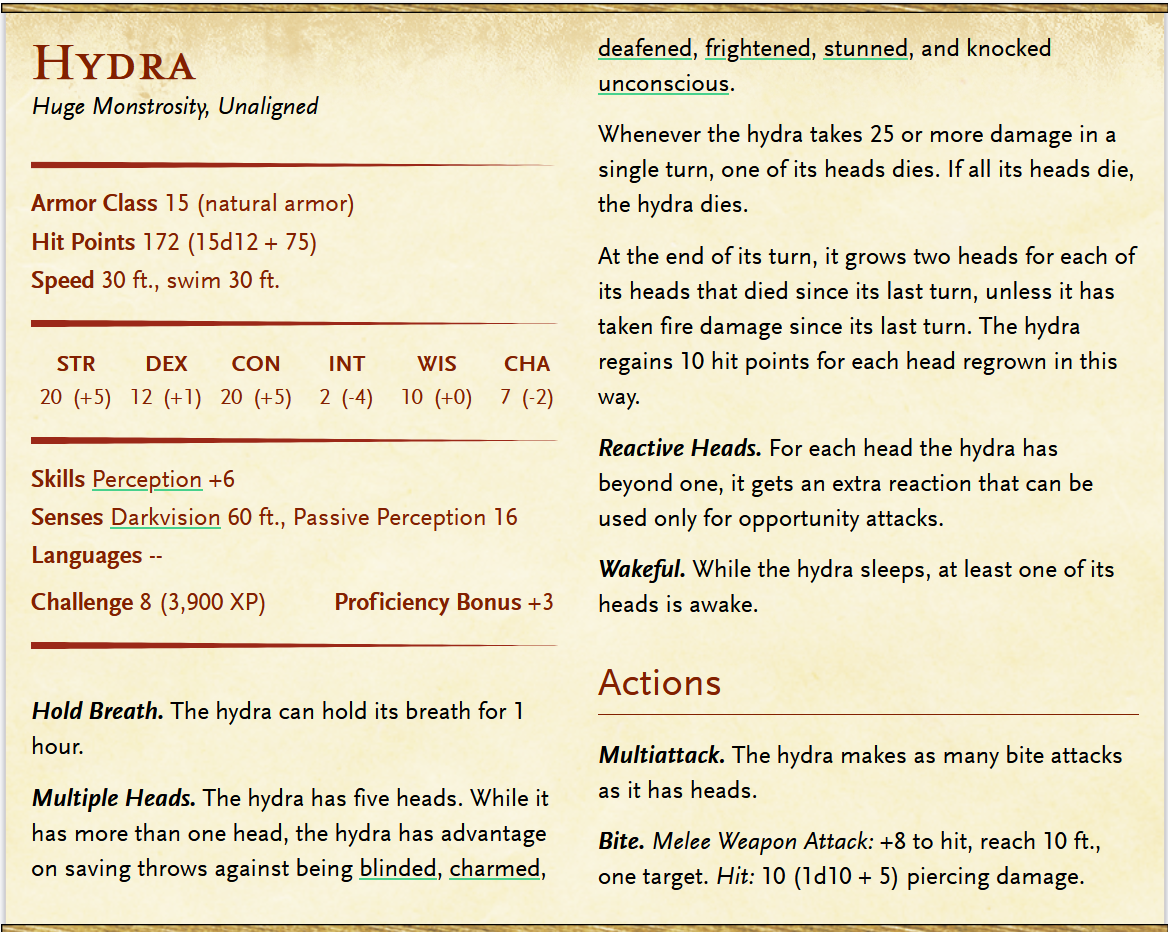 Hydra
Huge Monstrosity, Unaligned
Armor Class 15 (natural armor)
Hit Points 172 (15d12 + 75)
Speed 30 ft., swim 30 ft.
STR DEX CON INT WIS CHA
20 (+5) 12 (+1) 20 (+5) 2 (-4) 10 (+0) 7 (-2)
Skills Perception +6
Senses Darkvision 60 ft., Passive Perception 16
Languages --
Challenge 8 (3,900 XP) Proficiency Bonus +3
Hold Breath. The hydra can hold its breath for 1
hour.
Multiple Heads. The hydra has five heads. While it
has more than one head, the hydra has advantage
on saving throws against being blinded, charmed,
deafened, frightened, stunned, and knocked
unconscious.
Whenever the hydra takes 25 or more damage in a
single turn, one of its heads dies. If all its heads die,
the hydra dies.
At the end of its turn, it grows two heads for each of
its heads that died since its last turn, unless it has
taken fire damage since its last turn. The hydra
regains 10 hit points for each head regrown in this
way.
Reactive Heads. For each head the hydra has
beyond one, it gets an extra reaction that can be
used only for opportunity attacks.
Wakeful. While the hydra sleeps, at least one of its
heads is awake.
Actions
Multiattack. The hydra makes as many bite attacks
as it has heads.
Bite. Melee Weapon Attack: +8 to hit, reach 10 ft.,
one target. Hit: 10 (1d10 + 5) piercing damage.